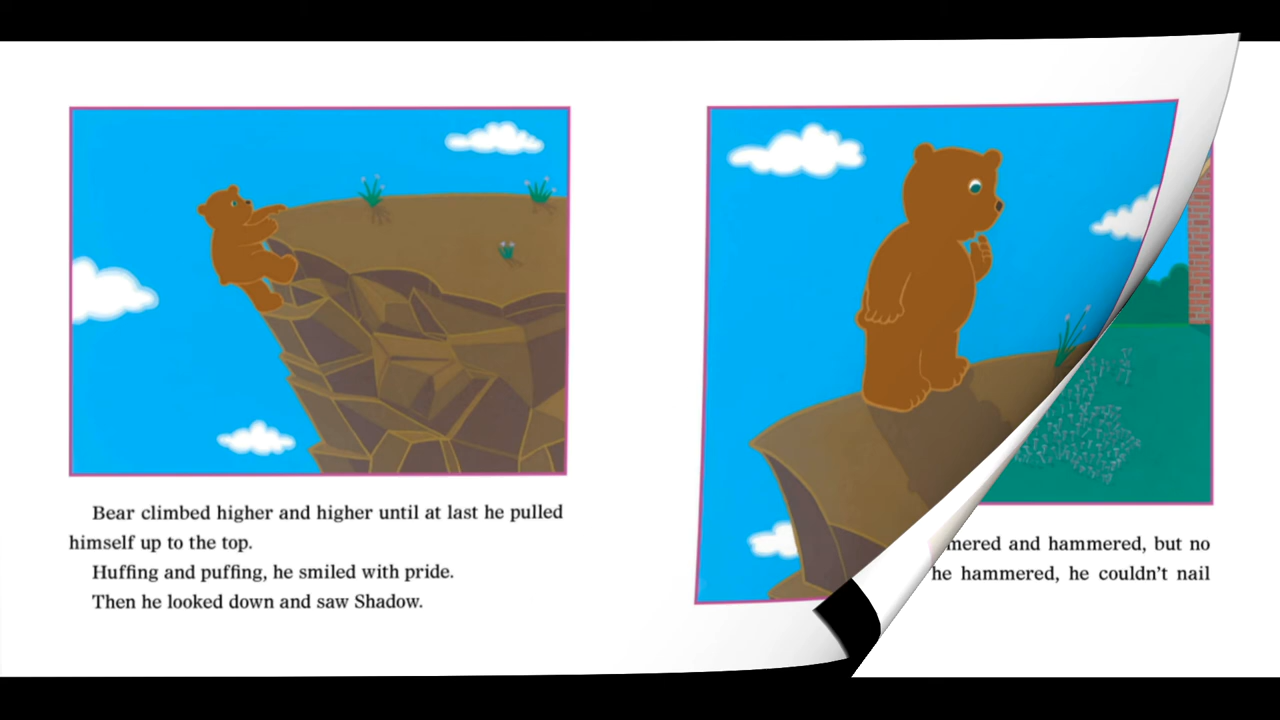 Bear climbed higher and higher until at last he pulled
himself up to the top.
Huffing and puffing, he smiled with pride.
Then he looked down and saw Shadow.
and hammered, but no
he hammered, he couldn't nail